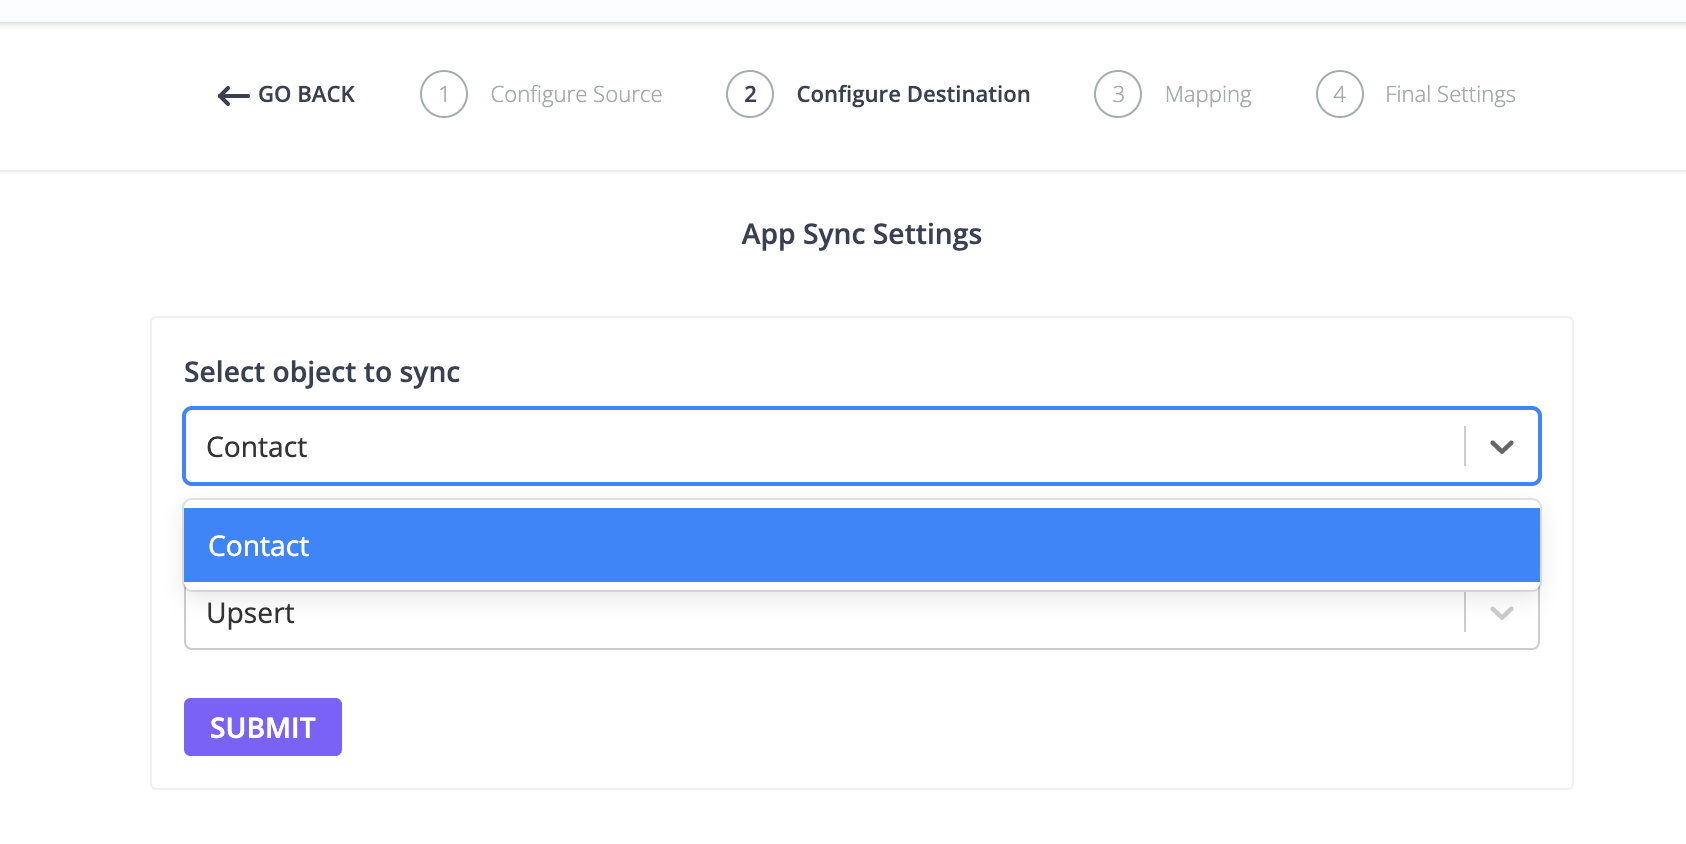 GO BACK
1 Configure Source
2 Configure Destination
3 Mapping
4 Final Settings
App Sync Settings
Select object to sync
Contact
Contact
Upsert
SUBMIT